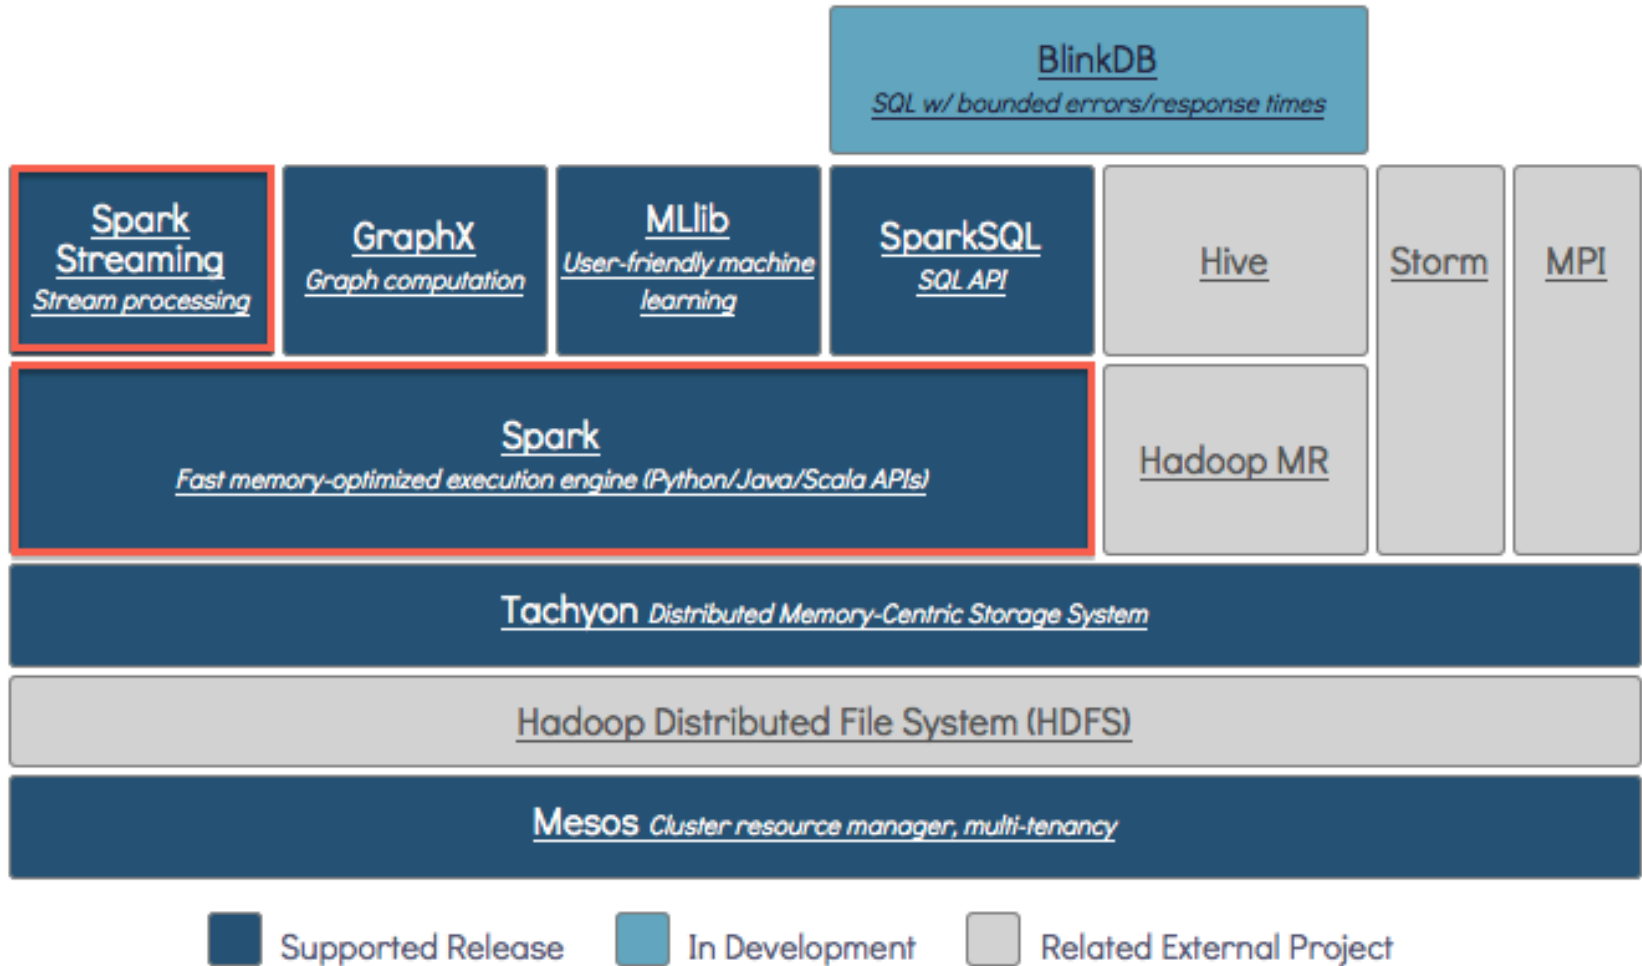 BlinkDB
SQL w/ bounded errors/response times
Spark
Streaming
Stream processing
GraphX
Graph computation
MLlib
User-friendly machine
learning
SparkSQL
SQL API
Hive
Storm
MPI
Spark
Fast memory-optimized execution engine (Python/Java/Scala APIs)
Hadoop MR
Tachyon Distributed Memory-Centric Storage System
Hadoop Distributed File System (HDFS)
Mesos Cluster resource manager, multi-tenancy
Supported Release
In Development
Related External Project